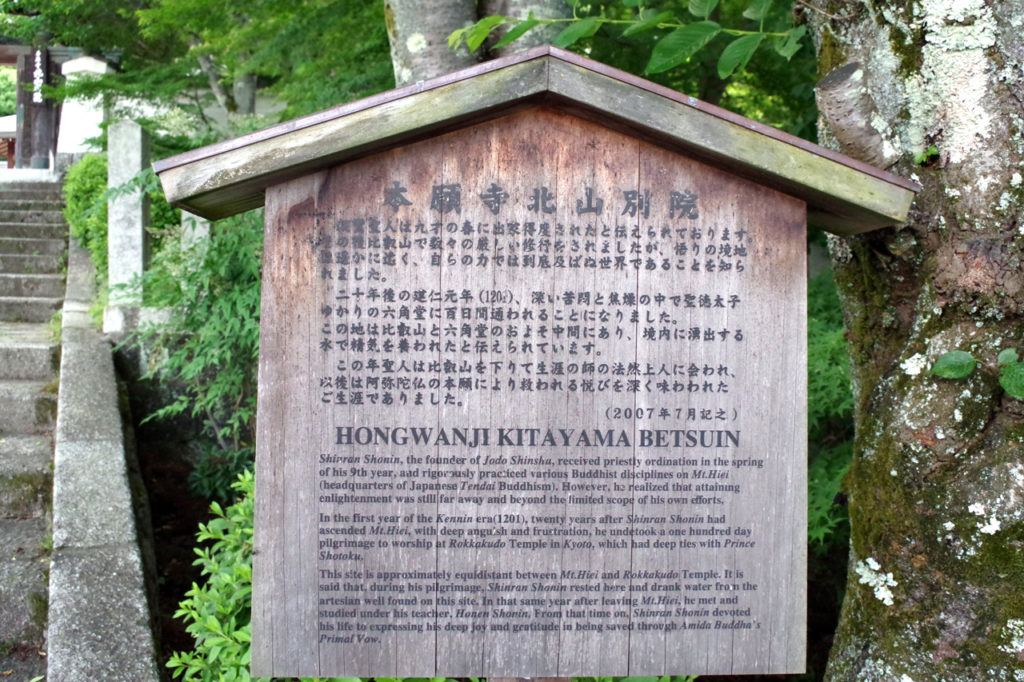 本願寺北山別院
聖人は九才の春に出家得度されたと伝えられております。
その後比叡山で数々の厳しい修行をされましたが、悟りの境地
遥かに遠く、自らの力では到底及ばぬ世界であることを知ら
れました。
二十年後の建仁元年(1201)、深い苦悶と焦燥の中で聖徳太子
ゆかりの六角堂に百日間通われることになりました。
この地は比叡山と六角堂のおよそ中間にあり、境内に湧出する
水で精気を養われたと伝えられています。
この年聖人は比叡山を下りて生涯の師の法然上人に会われ、
以後は阿弥陀仏の本願により救われる悦びを深く味わわれた
ご生涯でありました。
(2007年7月記之)
HONGWANJI KITAYAMA BETSUIN
Shinran Shonin, the founder of Jodo Shinshu, received priestly ordination in the spring
of his 9th year, and rigorously practiced various Buddhist disciplines on Mt.Hiei
(headquarters of Japanese Tendai Buddhism). However, he realized that attaining
enlightenment was still far away and beyond the limited scope of his own efforts.
In the first year of the Kennin era(1201), twenty years after Shinran Shonin had
ascended Mt.Hiei, with deep anguish and frustration, he undetook a one hundred day
pilgrimage to worship at Rokkakudo Temple in Kyoto, which had deep ties with Prince
Shotoku.
This site is approximately equidistant between Mt.Hiei and Rokkakudo Temple. It is
said that, during his pilgrimage, Shinran Shonin rested here and drank water from the
artesian well found on this site. In that same year after leaving Mt.Hiei, he met and
studied under his teacher, Honen Shonin. From that time on, Shinran Shonin devoted
his life to expressing his deep joy and gratitude in being saved through Amida Buddha's
Primal Vow.